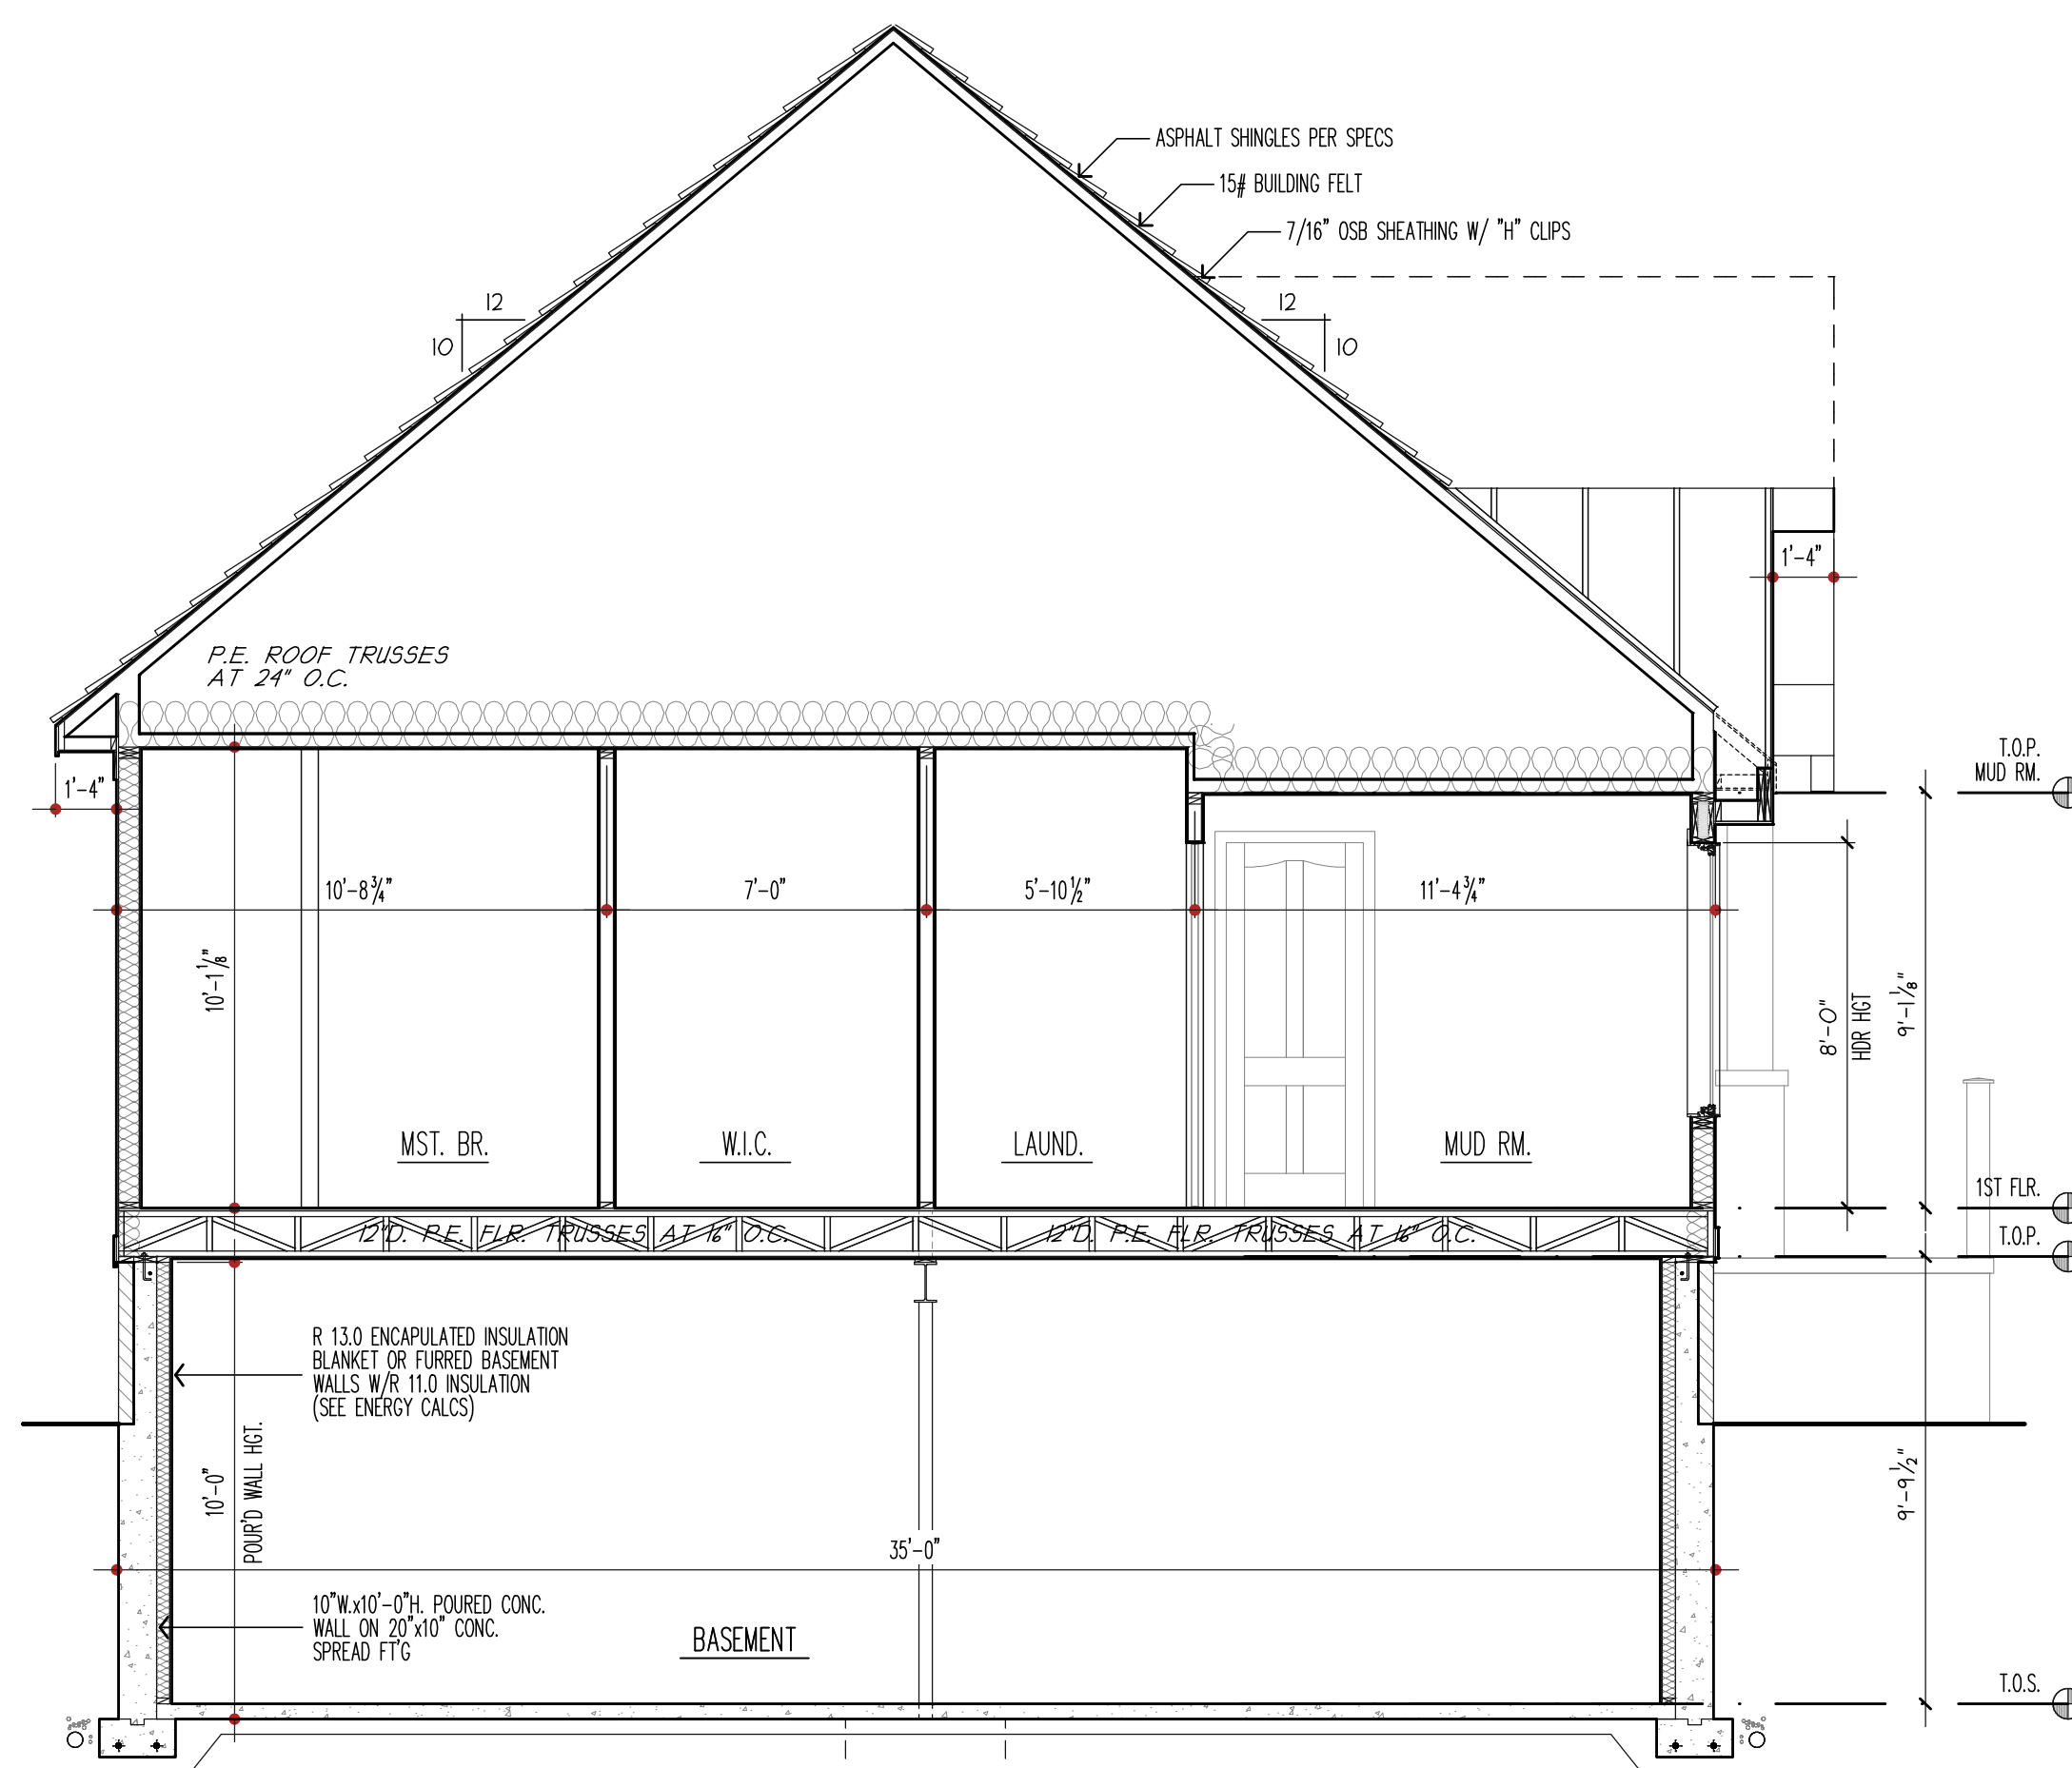 ASPHALT SHINGLES PER SPECS
15# BUILDING FELT
7/16" OSB SHEATHING W/ "H" CLIPS
12
10
12
10
1'-4"
P.E. ROOF TRUSSES
AT 24" O.C.
T.O.P.
MUD RM.
1'-4"
10'-8¾"
7'-0"
5'-10½"
11'-4¾"
10'-1⅛"
8'-0"
HDR HGT
9'-1⅛"
MST. BR.
W.I.C.
LAUND.
MUD RM.
1ST FLR.
12"D. P.E. FLR. TRUSSES AT 16" O.C.
12"D. P.E. FLR. TRUSSES AT 16" O.C.
T.O.P.
R 13.0 ENCAPULATED INSULATION
BLANKET OR FURRED BASEMENT
WALLS W/R 11.0 INSULATION
(SEE ENERGY CALCS)
10'-0"
POUR'D WALL HGT.
9'-9½"
35'-0"
10"W.x10'-0"H. POURED CONC.
WALL ON 20"x10" CONC.
SPREAD FT'G
BASEMENT
T.O.S.